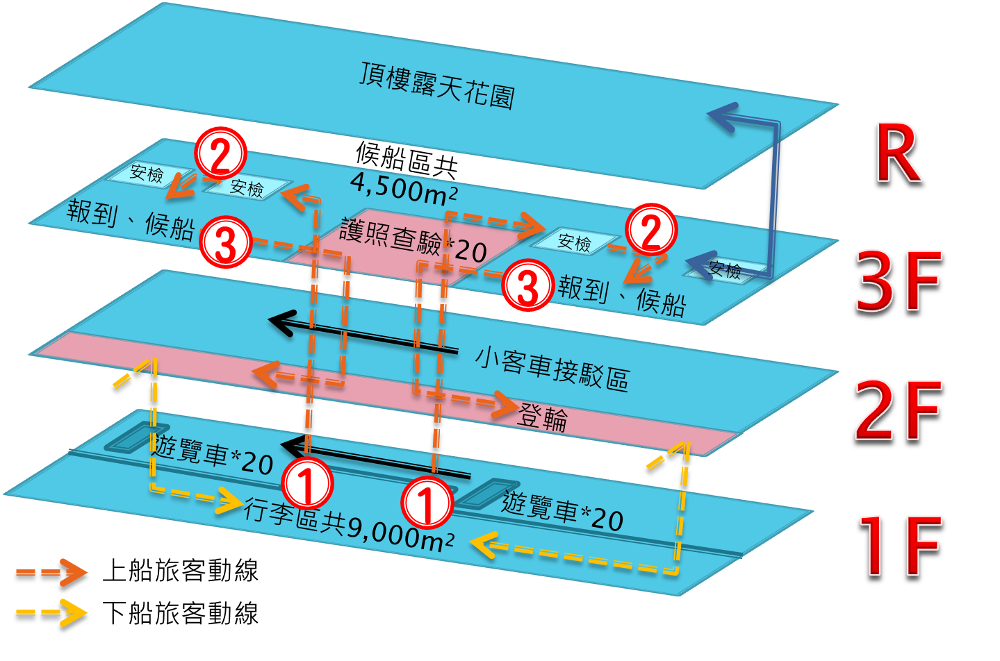 頂樓露天花園
R
候船區共
4,500m²
安檢
②
安檢
報到、候船
③
護照查驗*20
安檢
②
安檢
③
報到、候船
3F
小客車接駁區
登輪
2F
遊覽車*20
①
①
遊覽車*20
行李區共9,000m²
1F
上船旅客動線
下船旅客動線